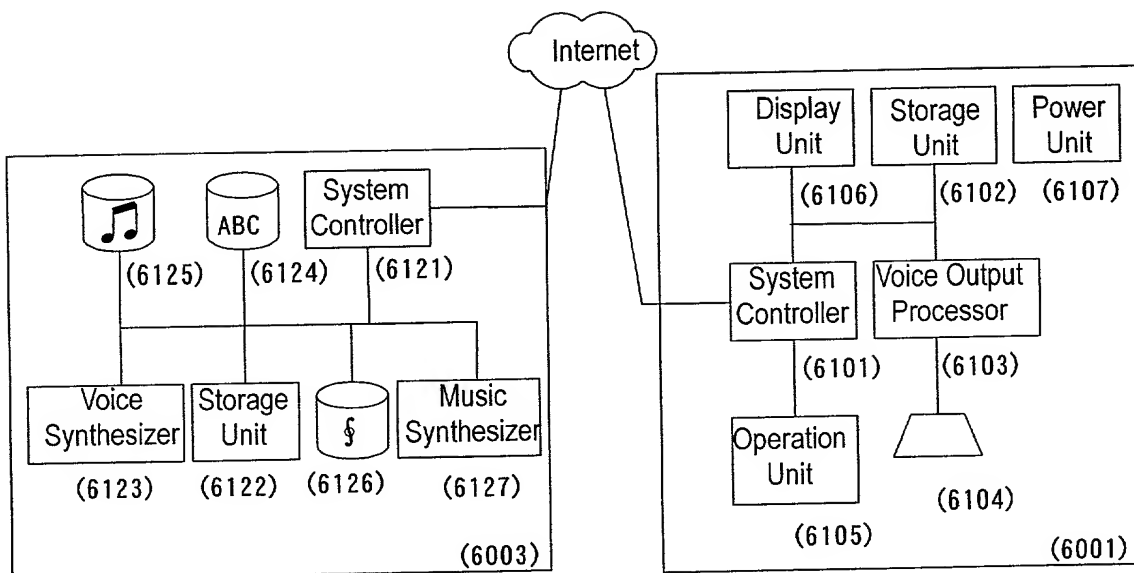 Internet
System
Controller
ABC
(6125)
(6124)
(6121)
Voice
Synthesizer
Storage
Unit
Music
Synthesizer
(6123)
(6122)
(6126)
(6127)
(6003)
Display
Unit
Storage
Unit
Power
Unit
(6106)
(6102)
(6107)
System
Controller
Voice Output
Processor
(6101)
(6103)
Operation
Unit
(6104)
(6105)
(6001)